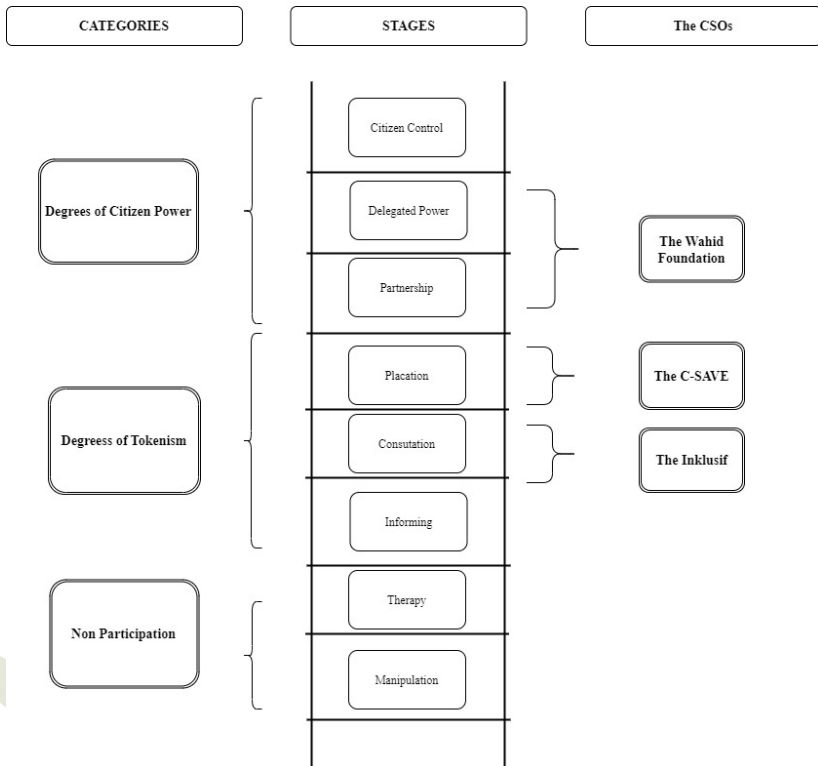 CATEGORIES
STAGES
The CSOs
Citizen Control
Degrees of Citizen Power
Delegated Power
The Wahid
Foundation
Partnership
Placation
The C-SAVE
Degreess of Tokenism
Consutation
The Inklusif
Informing
Therapy
Non Participation
Manipulation